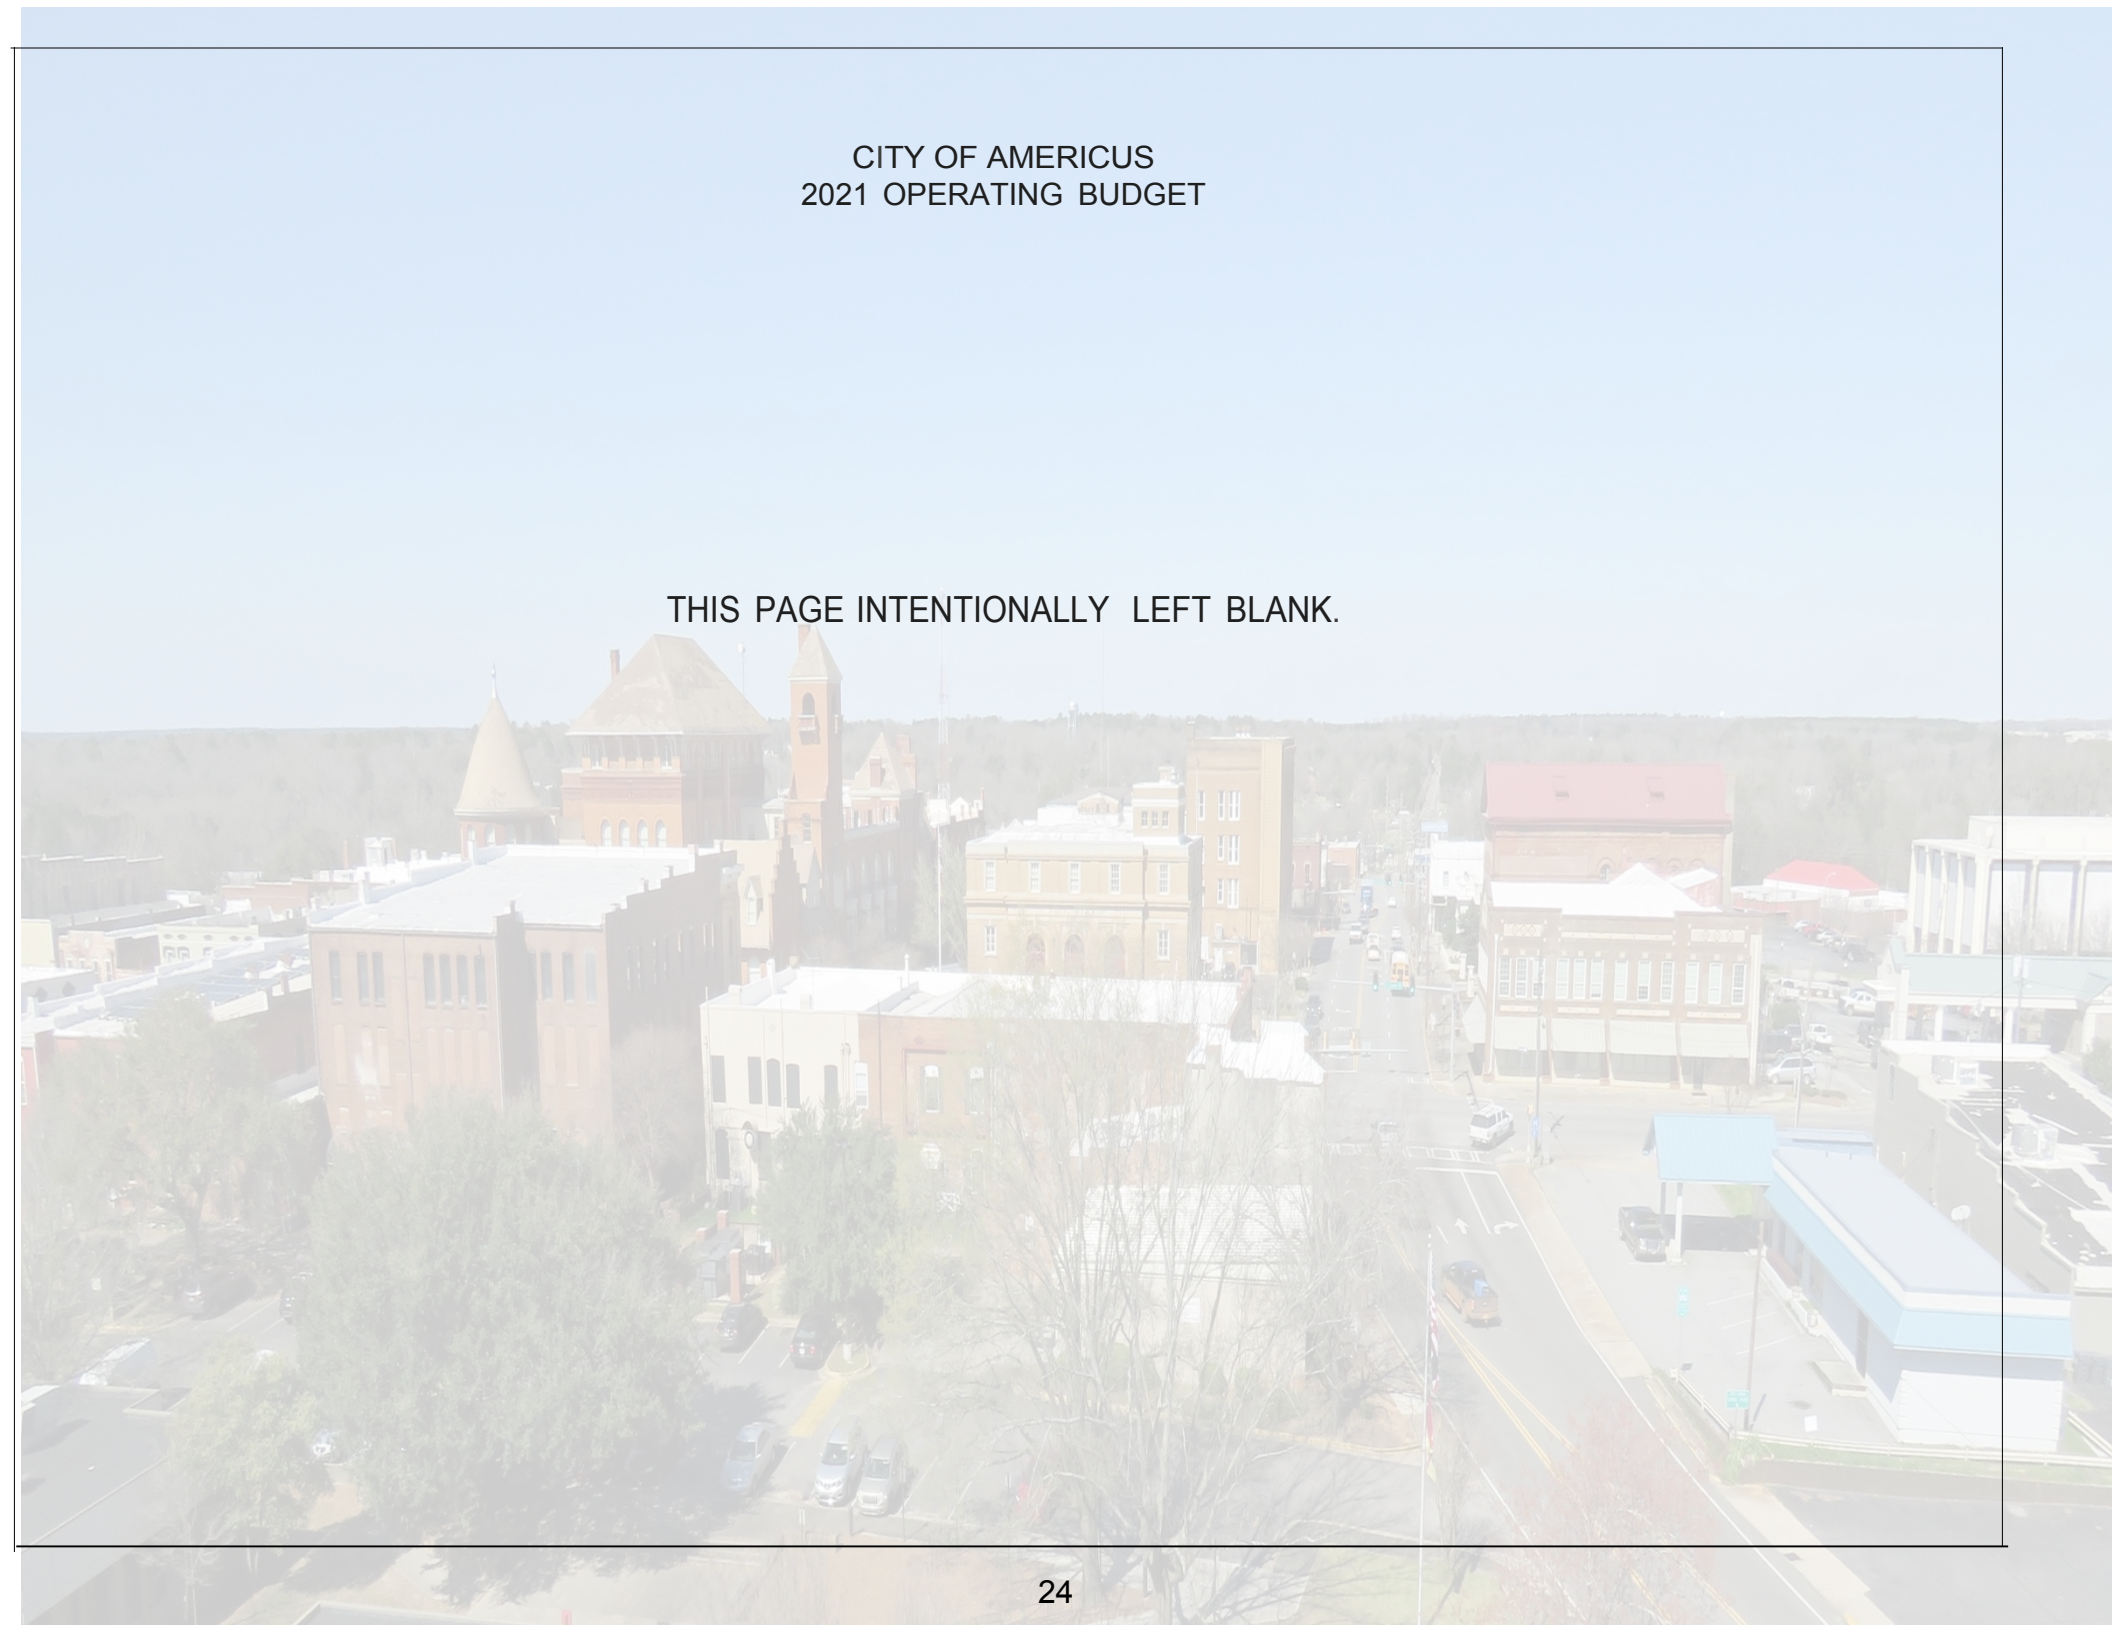 CITY OF AMERICUS
2021 OPERATING BUDGET
THIS PAGE INTENTIONALLY LEFT BLANK.
24